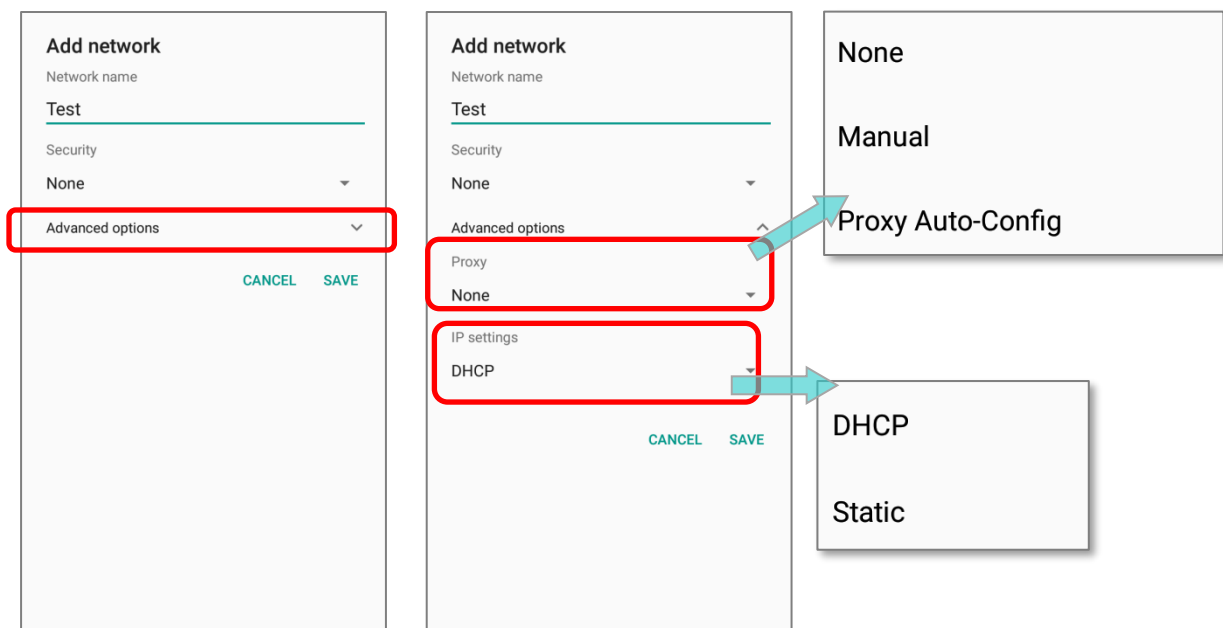 Add network
Network name
Test
Security
None
Advanced options
CANCEL SAVE
Add network
Network name
Test
Security
None
Advanced options
Proxy
None
IP settings
DHCP
CANCEL SAVE
None
Manual
Proxy Auto-Config
DHCP
Static